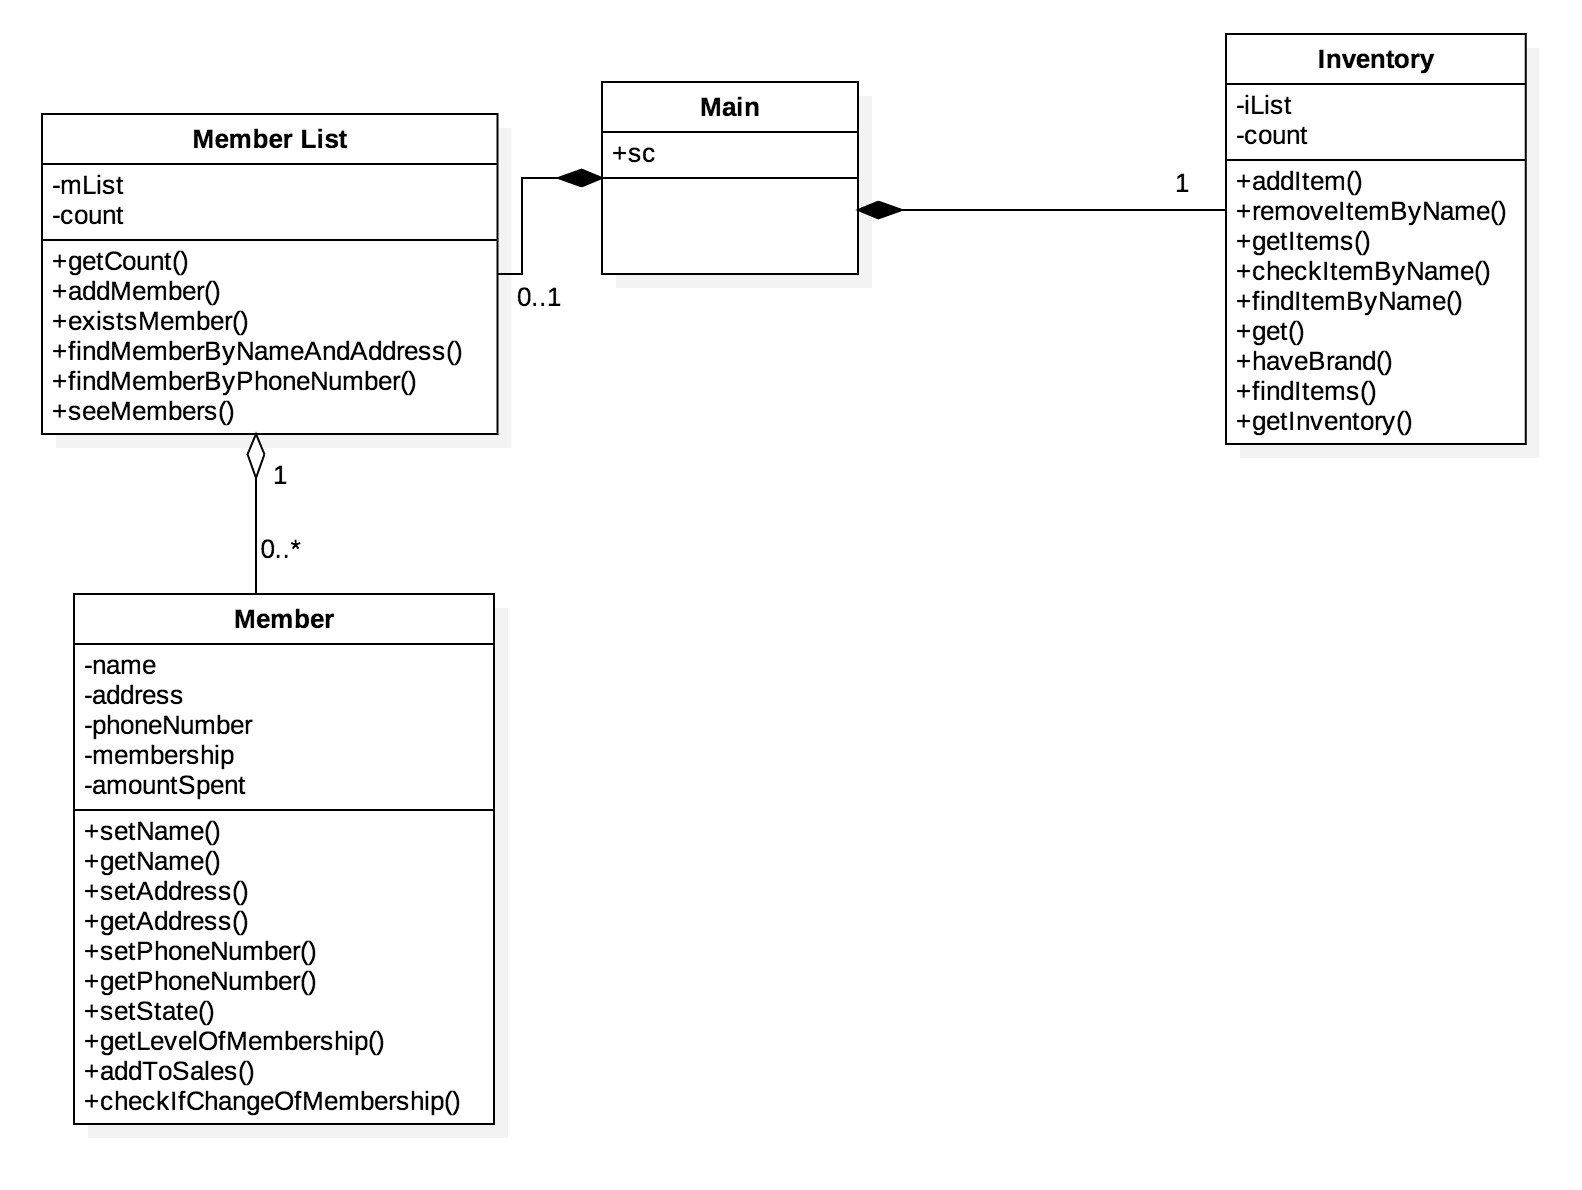 Member List
-mList
-count
+getCount()
+addMember()
+existsMember()
+findMemberByNameAndAddress()
+findMemberByPhoneNumber()
+seeMembers()
Main
+sc
0..1
1
Inventory
-iList
-count
+addItem()
+removeItemByName()
+getItems()
+checkItemByName()
+findItemByName()
+get()
+haveBrand()
+findItems()
+getInventory()
1
0..*
Member
-name
-address
-phoneNumber
-membership
-amountSpent
+setName()
+getName()
+setAddress()
+getAddress()
+setPhoneNumber()
+getPhoneNumber()
+setState()
+getLevelOfMembership()
+addToSales()
+checkIfChangeOfMembership()